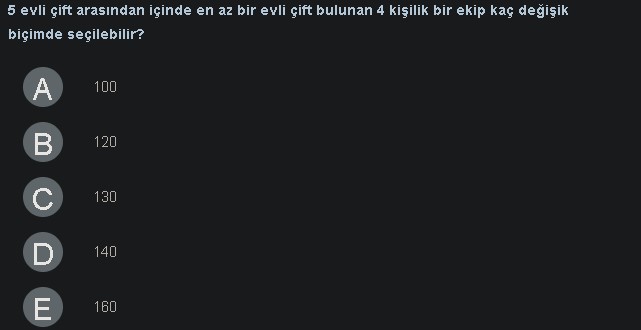 5 evli çift arasından içinde en az bir evli çift bulunan 4 kişilik bir ekip kaç değişik
biçimde seçilebilir?
A 100
B 120
C 130
D 140
E 160